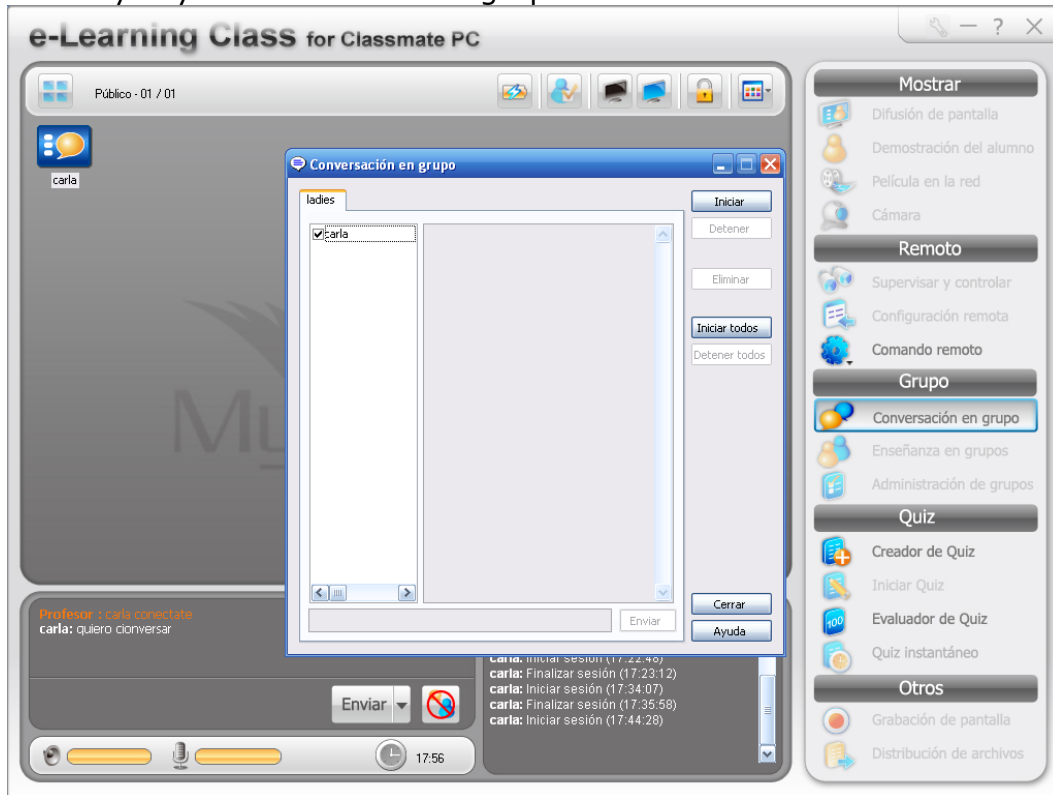 e-Learning Class for Classmate PC
?
Público - 01 / 01
carla
Conversación en grupo
ladies
carla
Iniciar
Detener
Eliminar
Iniciar todos
Detener todos
Enviar
Cerrar
Ayuda
Profesor : carla conectate
carla: quiero cionversar
Enviar
17:56
carla: Iniciar sesión (17:22:48)
carla: Finalizar sesión (17:23:12)
carla: Iniciar sesión (17:34:07)
carla: Finalizar sesión (17:35:58)
carla: Iniciar sesión (17:44:28)
Mostrar
Difusión de pantalla
Demostración del alumno
Película en la red
Cámara
Remoto
Supervisar y controlar
Configuración remota
Comando remoto
Grupo
Conversación en grupo
Enseñanza en grupos
Administración de grupos
Quiz
Creador de Quiz
Iniciar Quiz
100
Evaluador de Quiz
Quiz instantáneo
Otros
Grabación de pantalla
Distribución de archivos